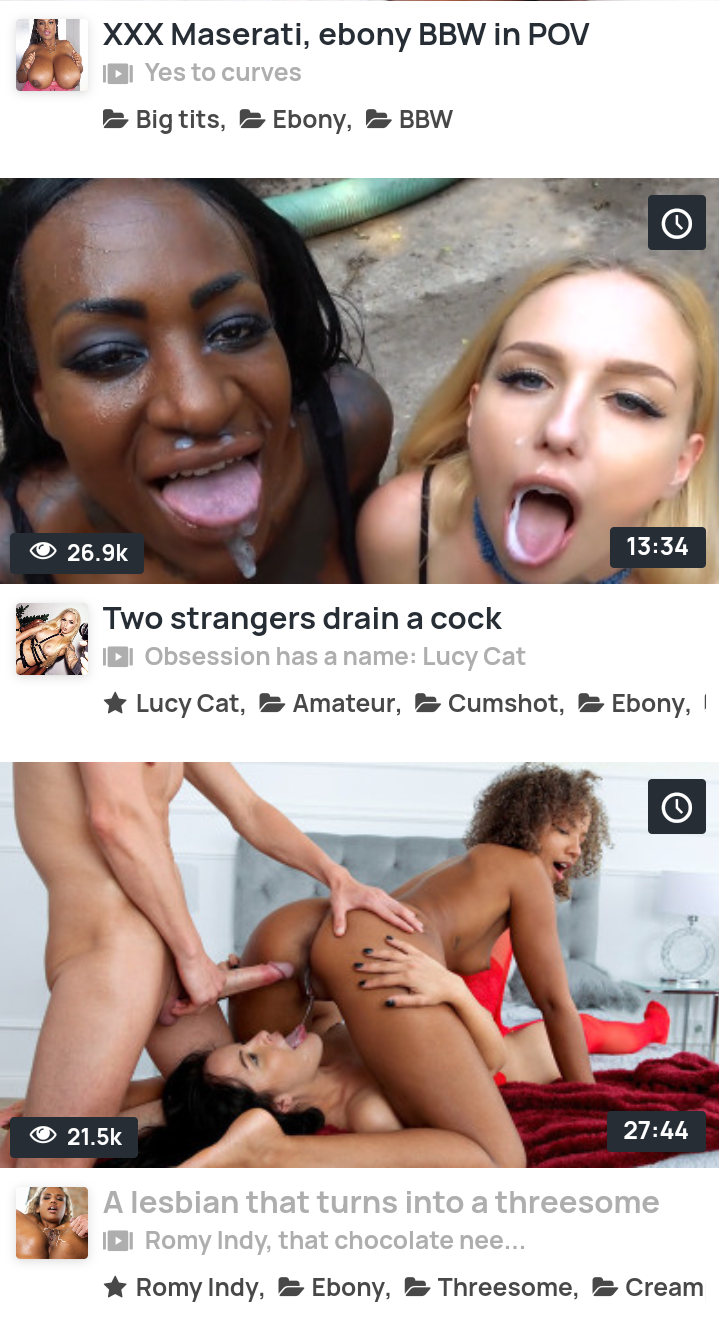 XXX Maserati, ebony BBW in POV
Yes to curves
Big tits, Ebony, BBW
26.9k
13:34
Two strangers drain a cock
Obsession has a name: Lucy Cat
Lucy Cat, Amateur, Cumshot, Ebony,
21.5k
27:44
A lesbian that turns into a threesome
Romy Indy, that chocolate nee...
Romy Indy, Ebony, Threesome, Cream